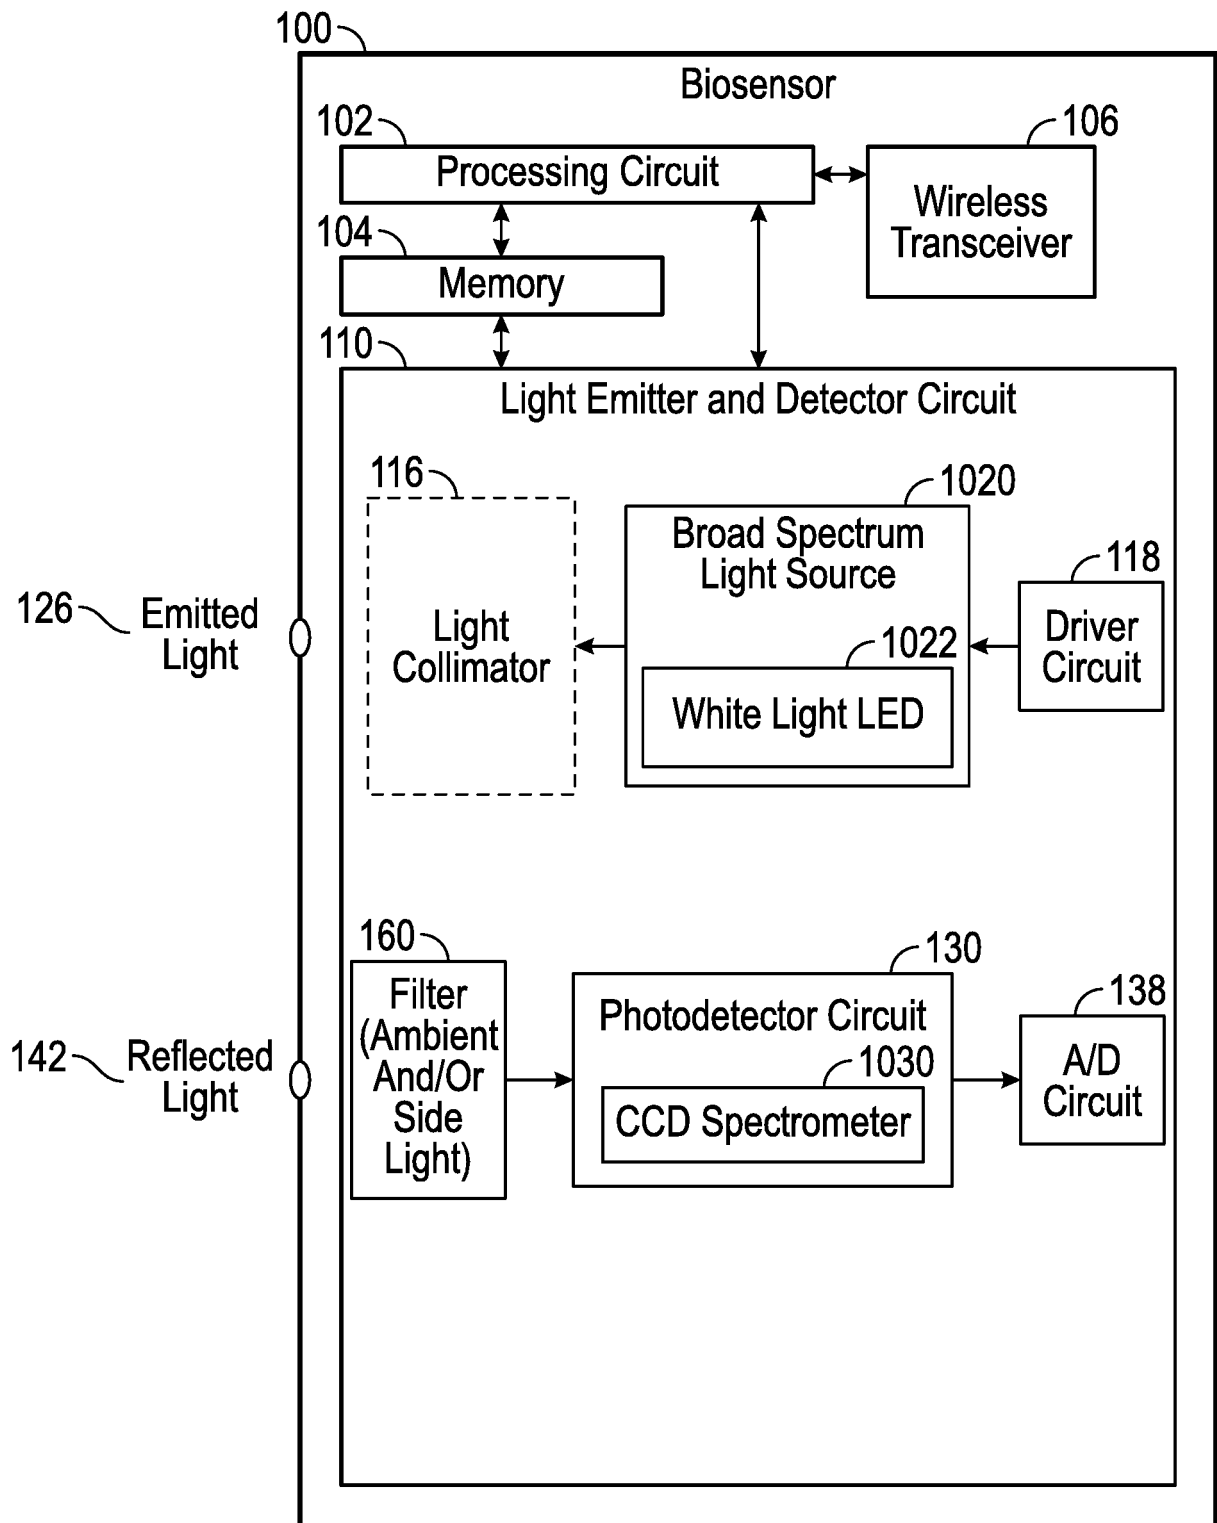 100
Biosensor
102
106
Processing Circuit
Wireless
Transceiver
104
Memory
110
Light Emitter and Detector Circuit
116
1020
Broad Spectrum
Light Source
118
126
Emitted
Light
Light
Collimator
1022
White Light LED
Driver
Circuit
160
130
138
Filter
(Ambient
And/Or
Side
Light)
Photodetector Circuit
1030
CCD Spectrometer
A/D
Circuit
142
Reflected
Light